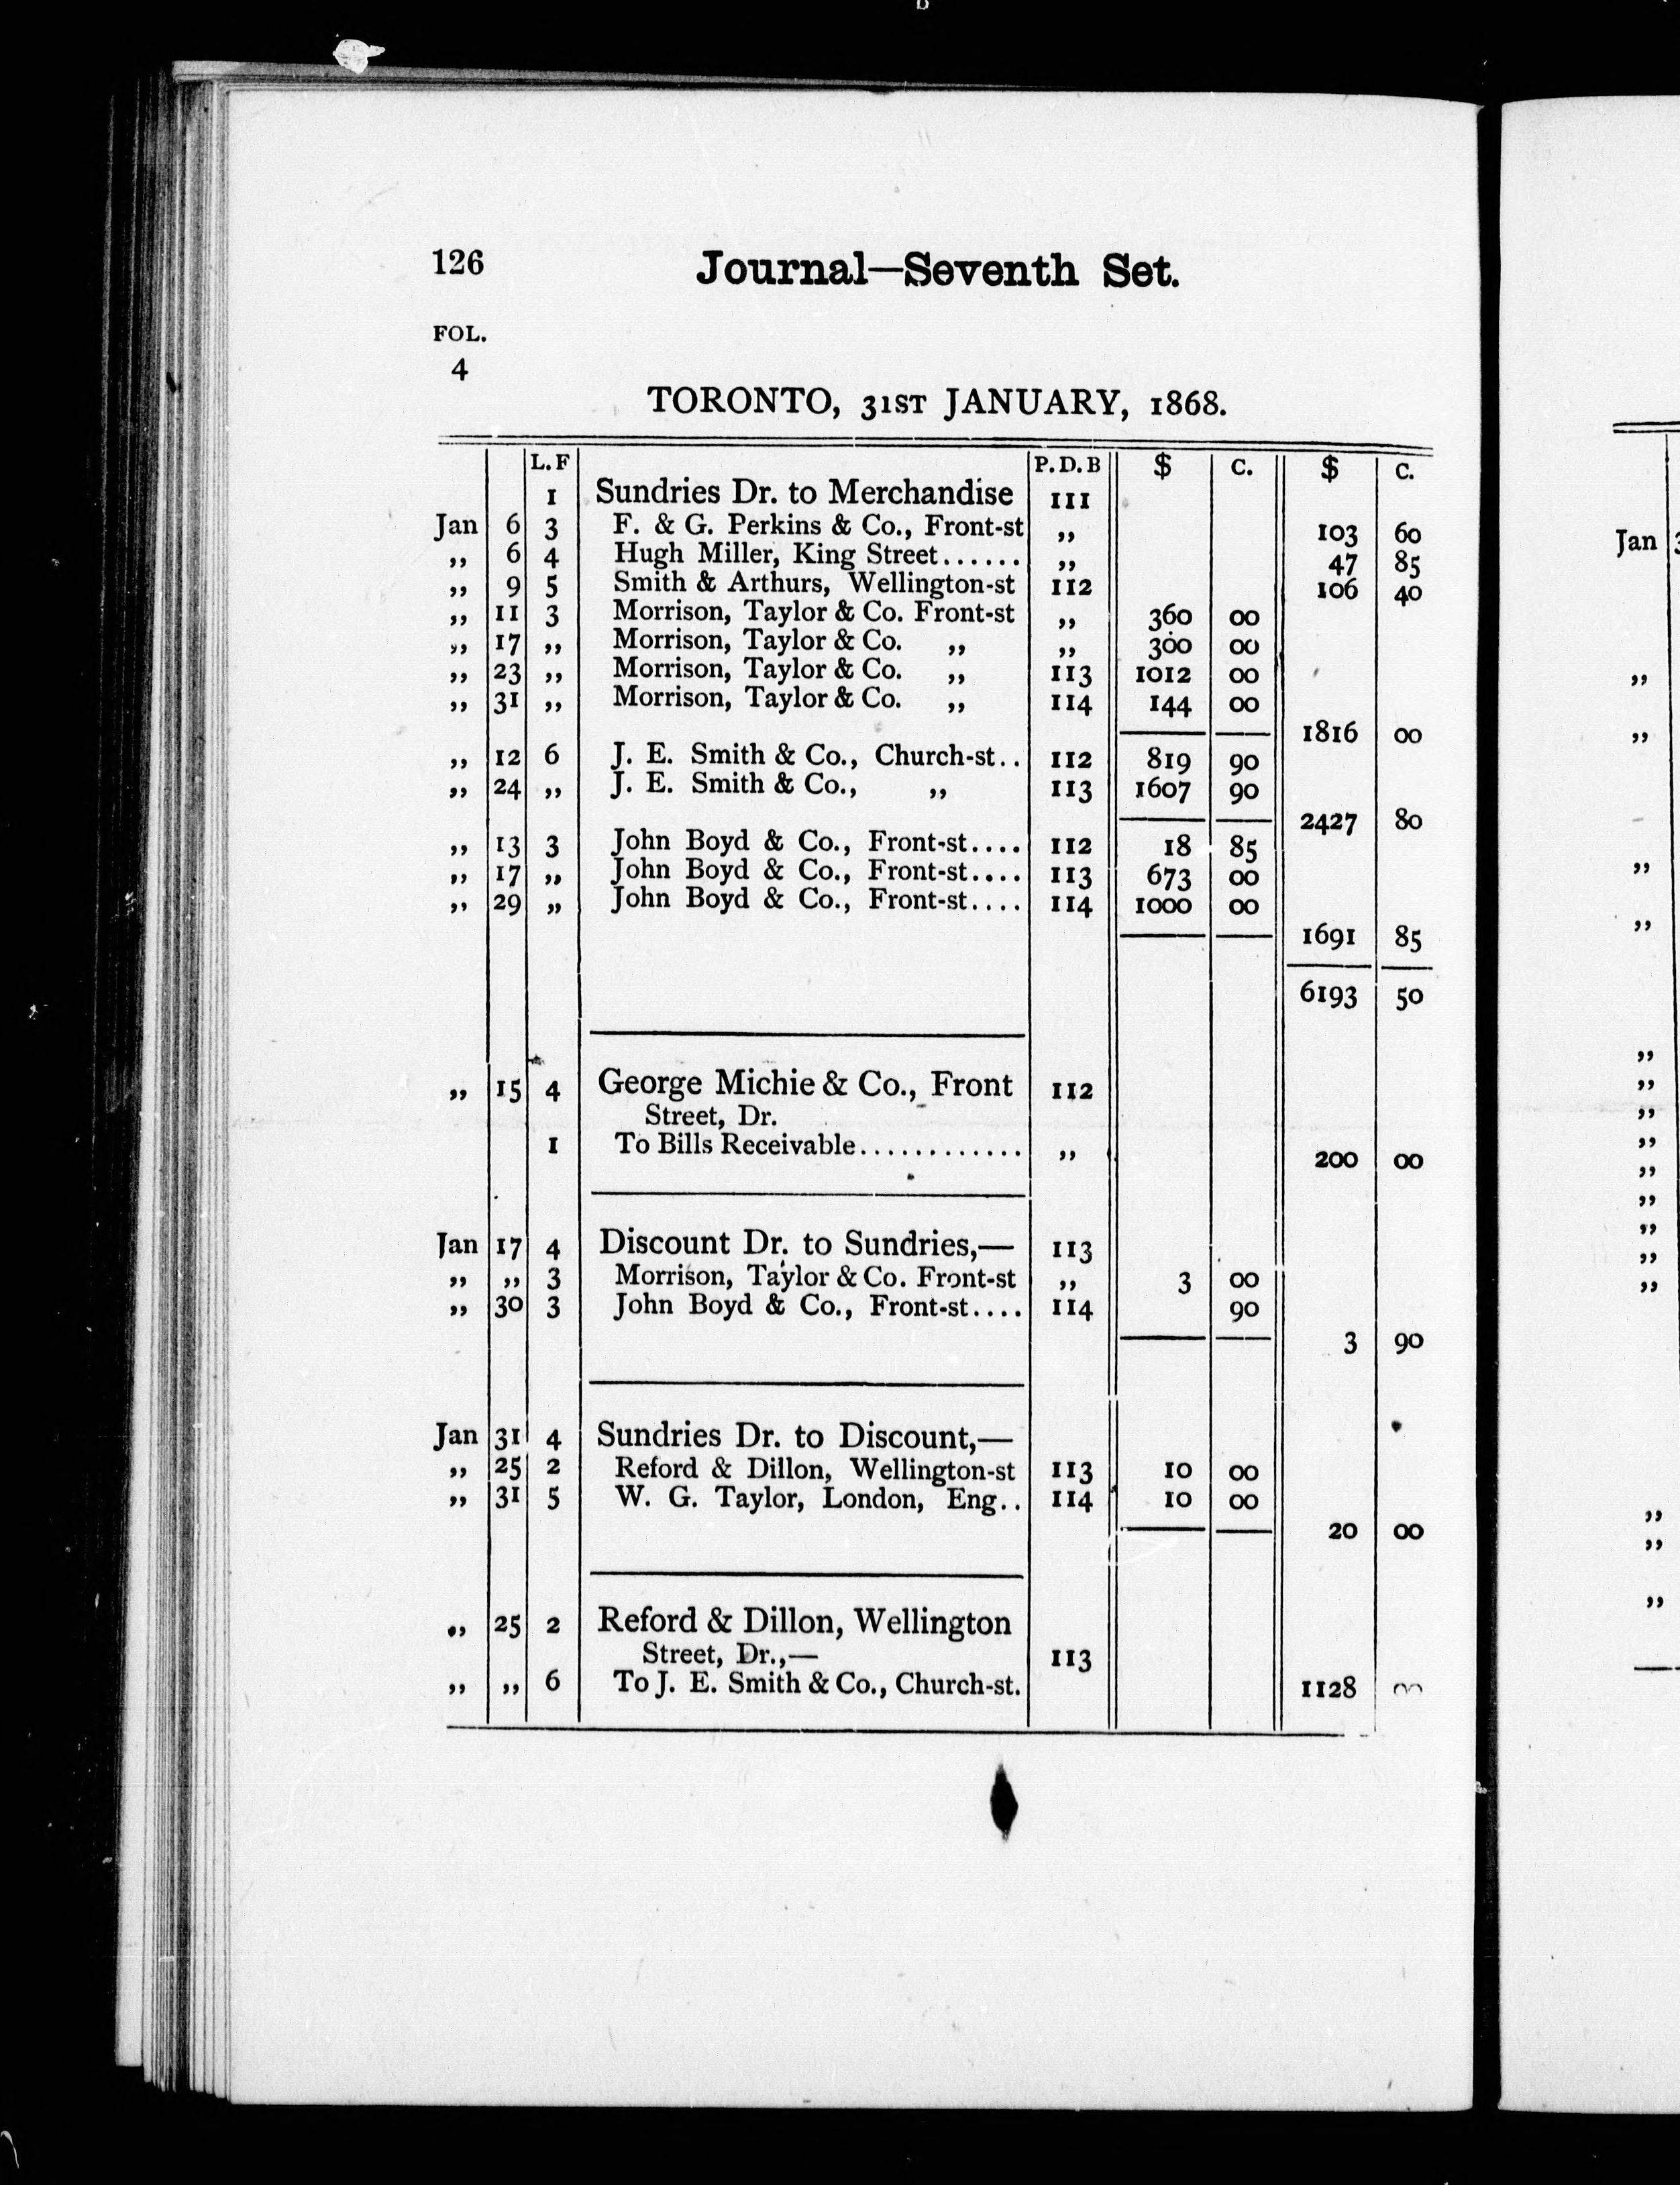 126 Journal—Seventh Set.
FOL.
4
TORONTO, 31ST JANUARY, 1868.
L. F P. D. B $ C. $ C.
1 Sundries Dr. to Merchandise 111
Jan 6 3 F. & G. Perkins & Co., Front-st ,, 103 60
,, 6 4 Hugh Miller, King Street...... ,, 47 85
,, 9 5 Smith & Arthurs, Wellington-st 112 106 40
,, 11 3 Morrison, Taylor & Co. Front-st ,, 360 00
,, 17 ,, Morrison, Taylor & Co. ,, ,, 300 00
,, 23 ,, Morrison, Taylor & Co. ,, 113 1012 00
,, 31 ,, Morrison, Taylor & Co. ,, 114 144 00
1816 00
,, 12 6 J. E. Smith & Co., Church-st.. 112 819 90
,, 24 ,, J. E. Smith & Co., ,, 113 1607 90
2427 80
,, 13 3 John Boyd & Co., Front-st.... 112 18 85
,, 17 ,, John Boyd & Co., Front-st.... 113 673 00
,, 29 ,, John Boyd & Co., Front-st.... 114 1000 00
1691 85
6193 50
,, 15 4 George Michie & Co., Front 112
Street, Dr.
1 To Bills Receivable............ ,, 200 00
Jan 17 4 Discount Dr. to Sundries,— 113
,, ,, 3 Morrison, Taylor & Co. Front-st ,, 3 00
,, 30 3 John Boyd & Co., Front-st.... 114 90
3 90
Jan 31 4 Sundries Dr. to Discount,—
,, 25 2 Reford & Dillon, Wellington-st 113 10 00
,, 31 5 W. G. Taylor, London, Eng.. 114 10 00
20 00
,, 25 2 Reford & Dillon, Wellington
Street, Dr.,— 113
,, ,, 6 To J. E. Smith & Co., Church-st. 1128 00
Jan